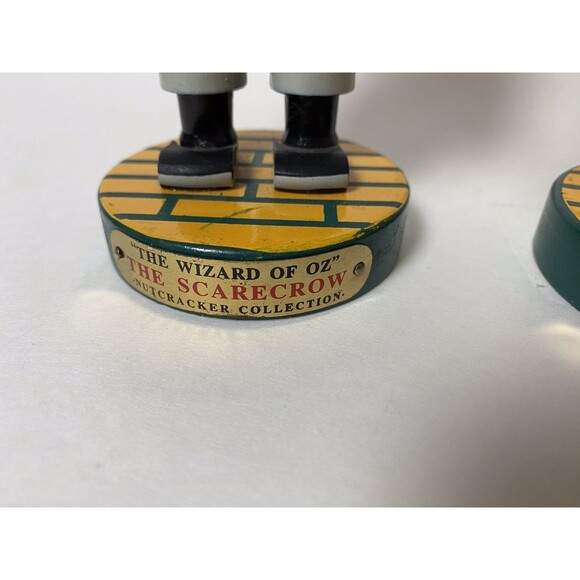 "THE WIZARD OF OZ"
THE SCARECROW
·NUTCRACKER COLLECTION·